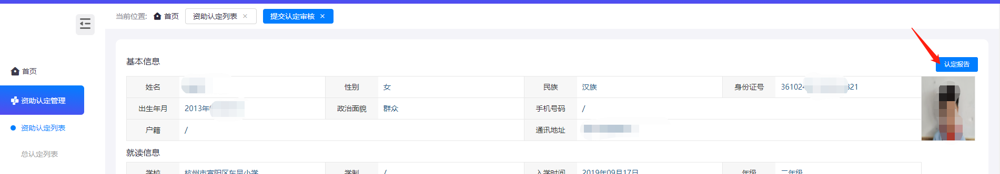 当前位置: 首页 资助认定列表 × 提交认定审核 ×
首页
资助认定管理
资助认定列表
总认定列表
基本信息
认定报告
姓名 性别 女 民族 汉族 身份证号 36102 321
出生年月 2013年 政治面貌 群众 手机号码 /
户籍 / 通讯地址
就读信息
学校 杭州市富阳区东吴小学 学制 / 入学时间 2019年09月17日 年级 二年级